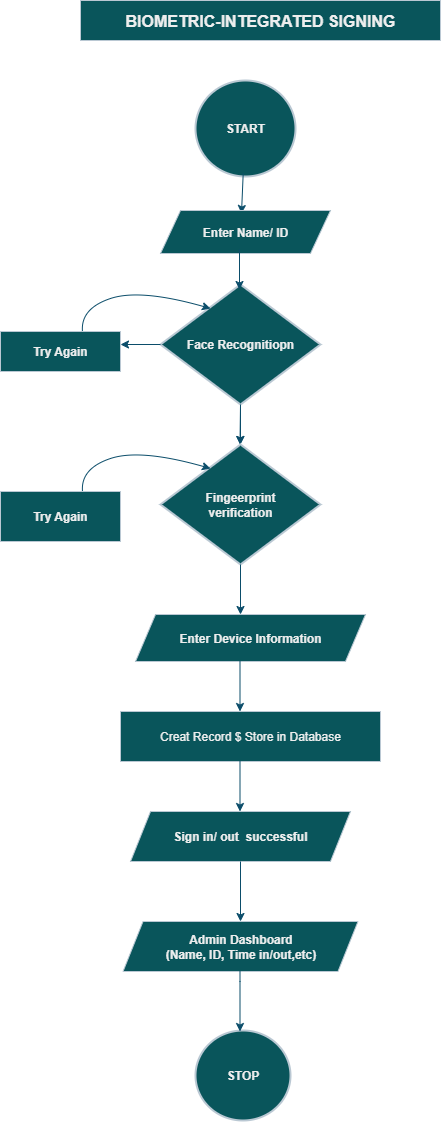 BIOMETRIC-INTEGRATED SIGNING
START
Enter Name/ ID
Face Recognitiopn
Try Again
Fingeerprint
verification
Try Again
Enter Device Information
Creat Record $ Store in Database
Sign in/ out successful
Admin Dashboard
(Name, ID, Time in/out,etc)
STOP